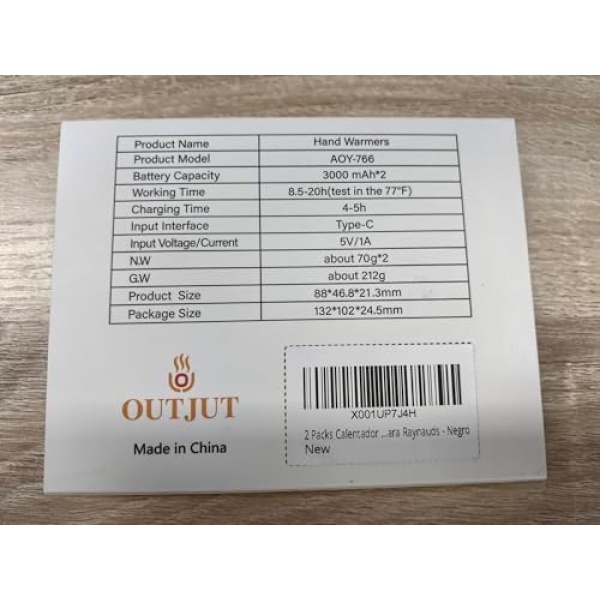 Product Name Hand Warmers
Product Model AOY-766
Battery Capacity 3000 mAh*2
Working Time 8.5-20h(test in the 77°F)
Charging Time 4-5h
Input Interface Type-C
Input Voltage/Current 5V/1A
N.W about 70g*2
G.W about 212g
Product Size 88*46.8*21.3mm
Package Size 132*102*24.5mm
OUTJUT
Made in China
X001UP7J4H
2 Packs Calentador ...ara Raynauds - Negro
New